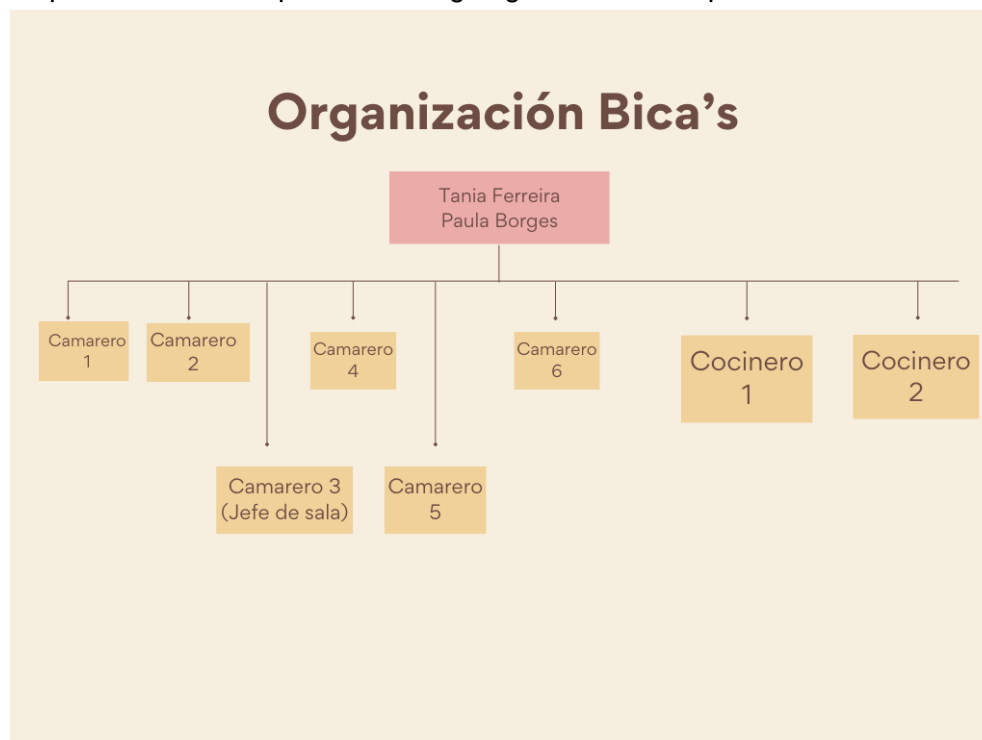 Organización Bica’s
Tania Ferreira
Paula Borges
Camarero
1
Camarero
2
Camarero
4
Camarero
6
Cocinero
1
Cocinero
2
Camarero 3
(Jefe de sala)
Camarero
5